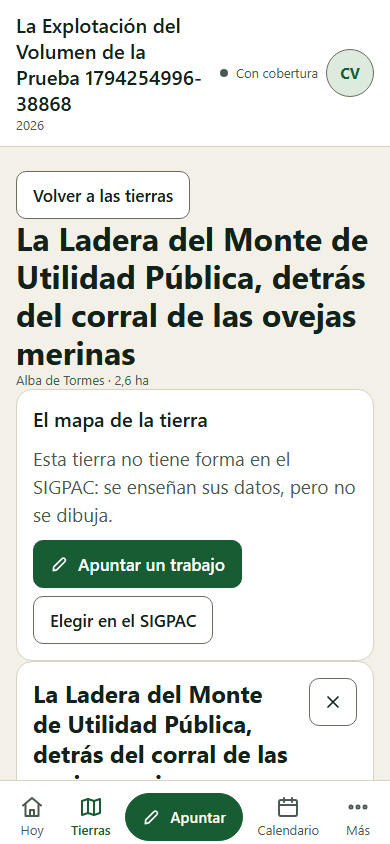 La Explotación del
Volumen de la
Prueba 1794254996-
38868
2026
Con cobertura
CV
Volver a las tierras
La Ladera del Monte de
Utilidad Pública, detrás
del corral de las ovejas
merinas
Alba de Tormes · 2,6 ha
El mapa de la tierra
Esta tierra no tiene forma en el
SIGPAC: se enseñan sus datos, pero no
se dibuja.
Apuntar un trabajo
Elegir en el SIGPAC
La Ladera del Monte
de Utilidad Pública,
detrás del corral de las
Hoy
Tierras
Apuntar
Calendario
Más